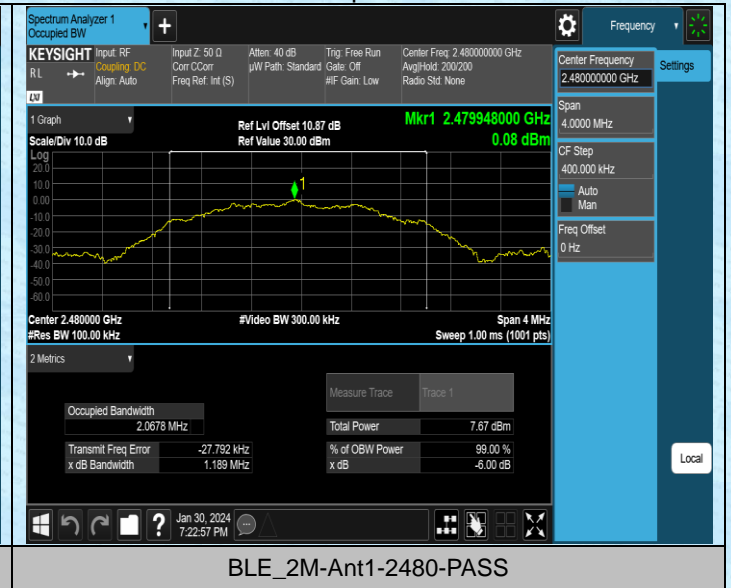 Spectrum Analyzer 1
Occupied BW
+
Frequency
KEYSIGHT
RL
LXI
Input: RF
Coupling: DC
Align: Auto
Input Z: 50 Ω
Corr CCorr
Freq Ref: Int (S)
Atten: 40 dB
µW Path: Standard
Trig: Free Run
Gate: Off
#IF Gain: Low
Center Freq: 2.480000000 GHz
Avg|Hold: 200/200
Radio Std: None
Center Frequency
2.480000000 GHz
Settings
Span
4.0000 MHz
CF Step
400.000 kHz
Auto
Man
Freq Offset
0 Hz
Local
1 Graph
Scale/Div 10.0 dB
Ref Lvl Offset 10.87 dB
Ref Value 30.00 dBm
Mkr1 2.479948000 GHz
0.08 dBm
Log
20.0
10.0
0.00
-10.0
-20.0
-30.0
-40.0
-50.0
-60.0
1
Center 2.480000 GHz
#Res BW 100.00 kHz
#Video BW 300.00 kHz
Span 4 MHz
Sweep 1.00 ms (1001 pts)
2 Metrics
Measure Trace Trace 1
Occupied Bandwidth
2.0678 MHz
Total Power 7.67 dBm
Transmit Freq Error -27.792 kHz
% of OBW Power 99.00 %
x dB Bandwidth 1.189 MHz
x dB -6.00 dB
?
Jan 30, 2024
7:22:57 PM
BLE_2M-Ant1-2480-PASS